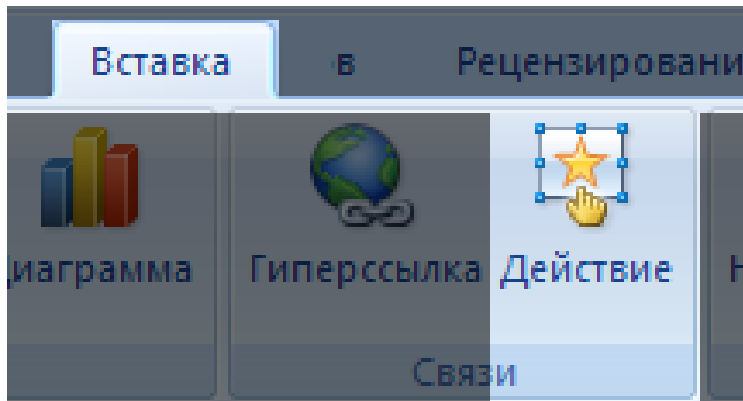 Вставка в Рецензировани
иаграмма Гиперссылка Действие Н
Связи